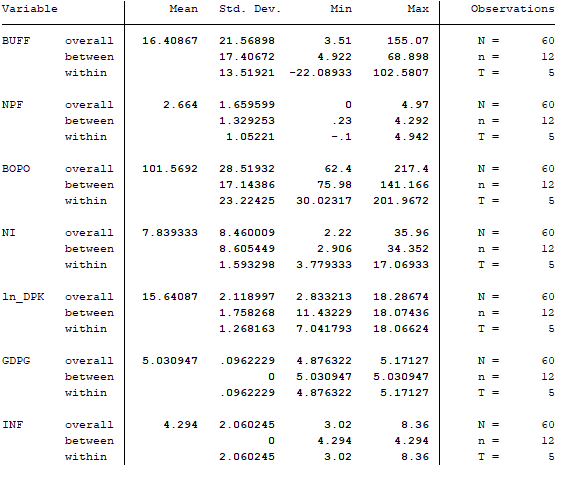 Variable Mean Std. Dev. Min Max Observations
BUFF overall 16.40867 21.56898 3.51 155.07 N = 60
between 17.40672 4.922 68.898 n = 12
within 13.51921 -22.08933 102.5807 T = 5
NPF overall 2.664 1.659599 0 4.97 N = 60
between 1.329253 .23 4.292 n = 12
within 1.05221 -.1 4.942 T = 5
BOPO overall 101.5692 28.51932 62.4 217.4 N = 60
between 17.14386 75.98 141.166 n = 12
within 23.22425 30.02317 201.9672 T = 5
NI overall 7.839333 8.460009 2.22 35.96 N = 60
between 8.605449 2.906 34.352 n = 12
within 1.593298 3.779333 17.06933 T = 5
ln_DPK overall 15.64087 2.118997 2.833213 18.28674 N = 60
between 1.758268 11.43229 18.07436 n = 12
within 1.268163 7.041793 18.06624 T = 5
GDPG overall 5.030947 .0962229 4.876322 5.17127 N = 60
between 0 5.030947 5.030947 n = 12
within .0962229 4.876322 5.17127 T = 5
INF overall 4.294 2.060245 3.02 8.36 N = 60
between 0 4.294 4.294 n = 12
within 2.060245 3.02 8.36 T = 5